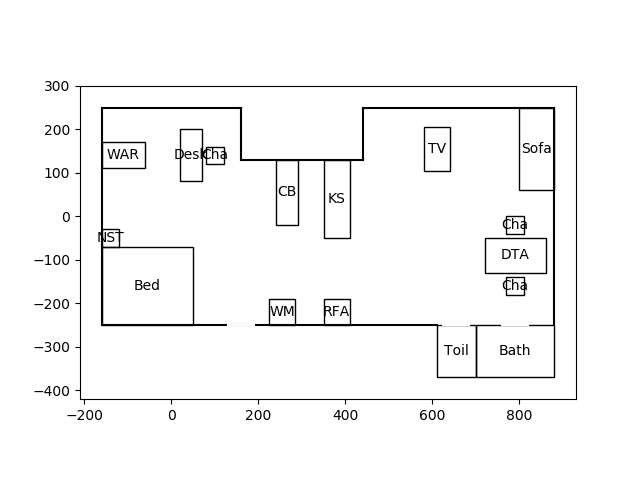 300
200
100
0
−100
−200
−300
−400
−200
0
200
400
600
800
WAR
Desk
Cha
TV
Sofa
CB
KS
Cha
NST
DTA
Bed
Cha
WM
RFA
Toil
Bath